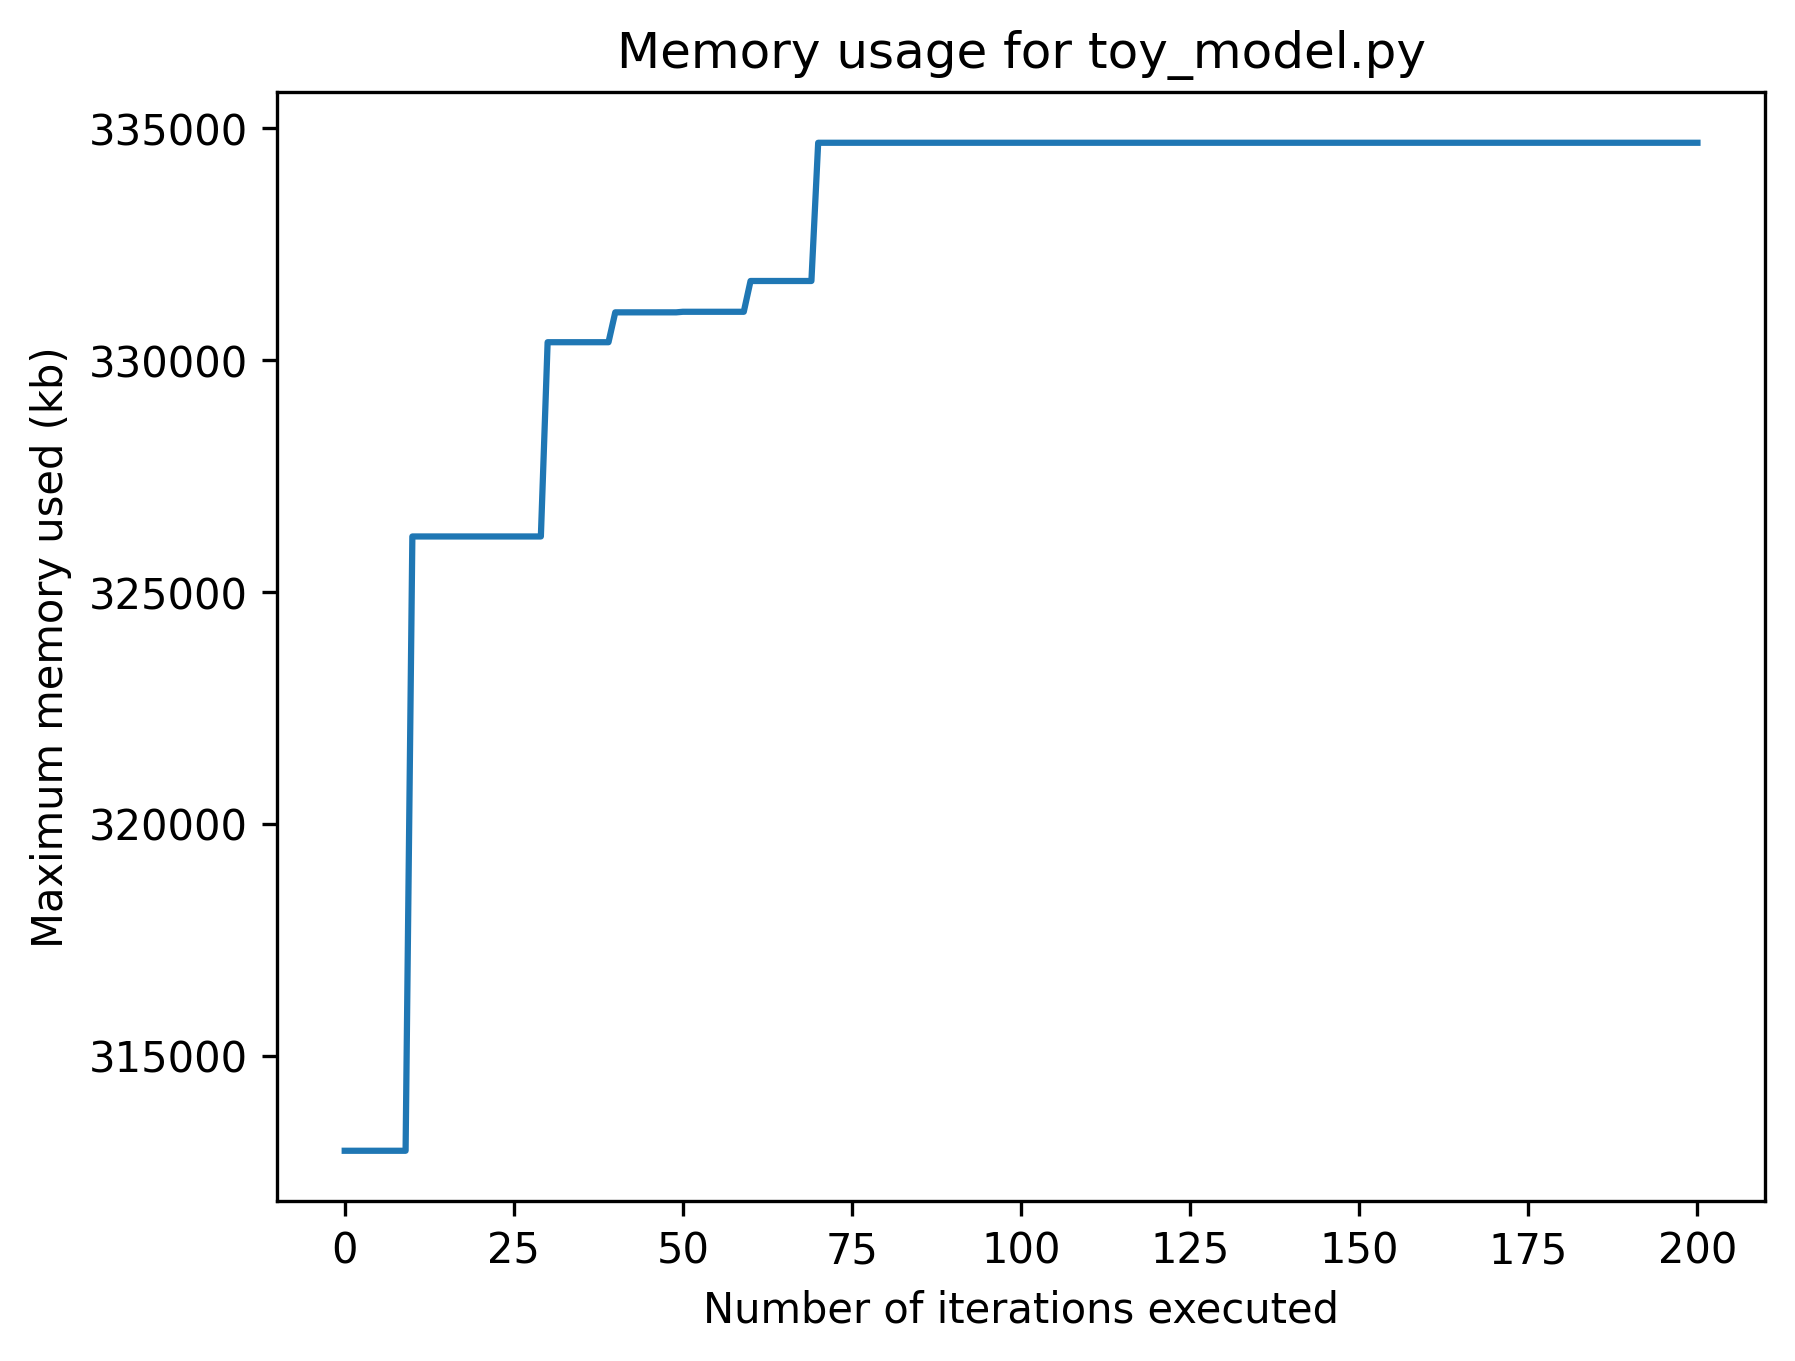 Memory usage for toy_model.py
Maximum memory used (kb)
335000
330000
325000
320000
315000
0 25 50 75 100 125 150 175 200
Number of iterations executed